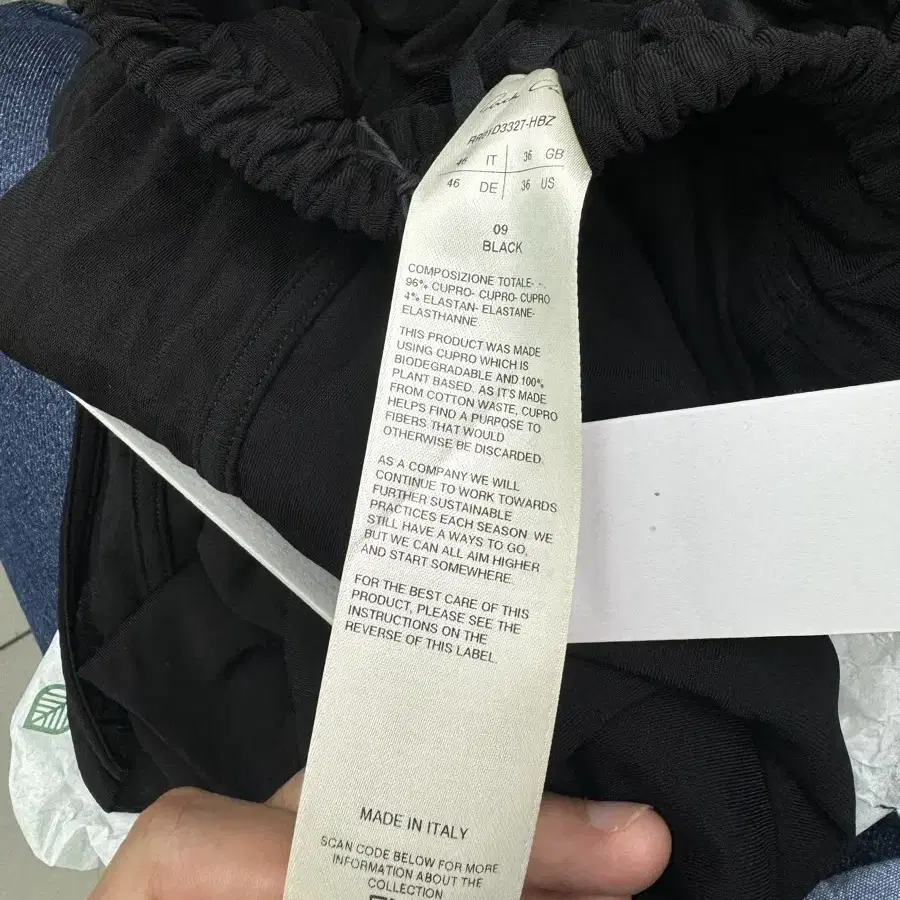 46 IT 36 GB
46 DE 36 US
09
BLACK
COMPOSIZIONE TOTALE- -.
96% CUPRO- CUPRO- CUPRO
4% ELASTAN- ELASTANE-
ELASTHANNE
THIS PRODUCT WAS MADE
USING CUPRO WHICH IS
BIODEGRADABLE AND 100%
PLANT BASED. AS IT'S MADE
FROM COTTON WASTE, CUPRO
HELPS FIND A PURPOSE TO
FIBERS THAT WOULD
OTHERWISE BE DISCARDED.
AS A COMPANY WE WILL
CONTINUE TO WORK TOWARDS
FURTHER SUSTAINABLE
PRACTICES EACH SEASON. WE
STILL HAVE A WAYS TO GO,
BUT WE CAN ALL AIM HIGHER
AND START SOMEWHERE.
FOR THE BEST CARE OF THIS
PRODUCT, PLEASE SEE THE
INSTRUCTIONS ON THE
REVERSE OF THIS LABEL.
MADE IN ITALY
SCAN CODE BELOW FOR MORE
INFORMATION ABOUT THE
COLLECTION